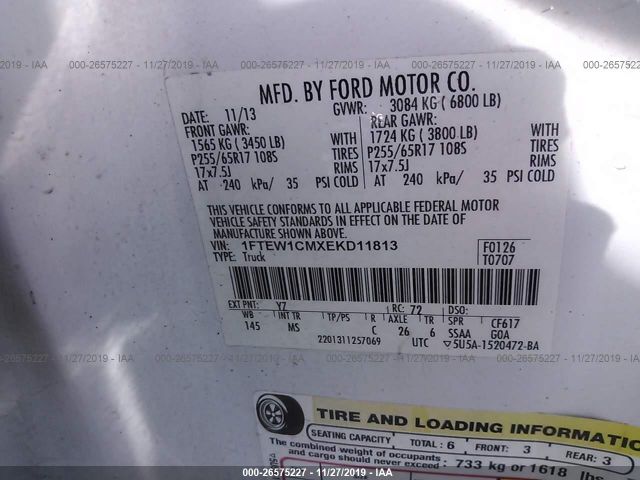 000-26575227 - 11/27/2019 - IAA
MFD. BY FORD MOTOR CO.
DATE: 11/13 GVWR: 3084 KG ( 6800 LB)
FRONT GAWR: REAR GAWR:
1565 KG ( 3450 LB) WITH 1724 KG ( 3800 LB) WITH
P255/65R17 108S TIRES P255/65R17 108S TIRES
17x7.5J RIMS 17x7.5J RIMS
AT 240 kPa/ 35 PSI COLD AT 240 kPa/ 35 PSI COLD
THIS VEHICLE CONFORMS TO ALL APPLICABLE FEDERAL MOTOR
VEHICLE SAFETY STANDARDS IN EFFECT ON THE DATE OF
MANUFACTURE SHOWN ABOVE.
VIN: 1FTEW1CMXEKD11813 F0126
TYPE: Truck T0707
EXT PNT: Y7 RC: 72 DSO:
WB INT TR TP/PS R AXLE TR SPR CF617
145 MS C 26 6 SSAA GOA
2201311257069 UTC ▽5U5A-1520472-BA
TIRE AND LOADING INFORMATIO
SEATING CAPACITY TOTAL: 6 FRONT: 3 REAR: 3
The combined weight of occupants
and cargo should never exceed: 733 kg or 1618 lbs
000-26575227 - 11/27/2019 - IAA